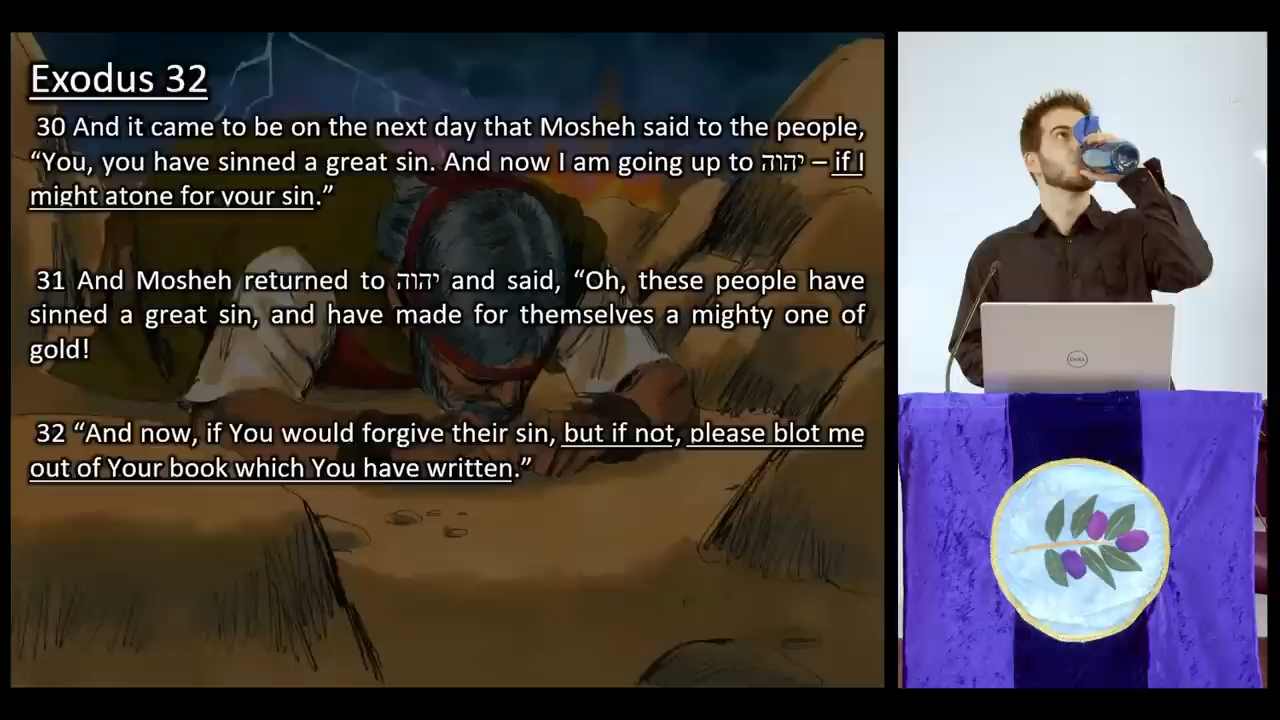 Exodus 32
30 And it came to be on the next day that Mosheh said to the people,
“You, you have sinned a great sin. And now I am going up to יהוה – if I
might atone for your sin.”
31 And Mosheh returned to יהוה and said, “Oh, these people have
sinned a great sin, and have made for themselves a mighty one of
gold!
32 “And now, if You would forgive their sin, but if not, please blot me
out of Your book which You have written.”
DELL